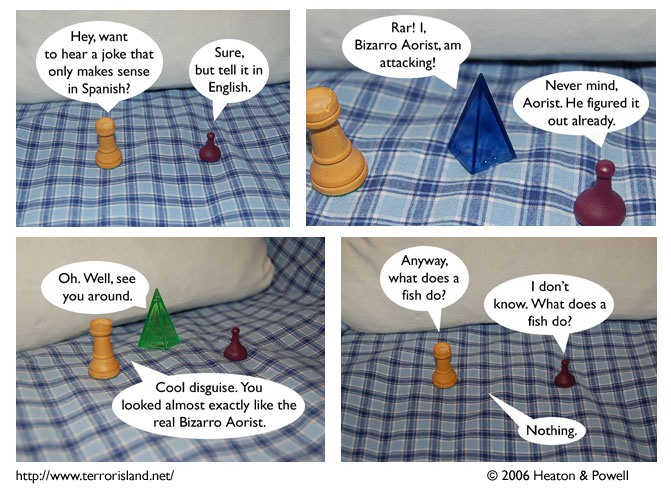 Hey, want
to hear a joke that
only makes sense
in Spanish?
Sure,
but tell it in
English.
Rar! I,
Bizarro Aorist, am
attacking!
Never mind,
Aorist. He figured it
out already.
Oh. Well, see
you around.
Cool disguise. You
looked almost exactly like the
real Bizarro Aorist.
Anyway,
what does a
fish do?
I don't
know. What does a
fish do?
Nothing.
http://www.terrorisland.net/
© 2006 Heaton & Powell